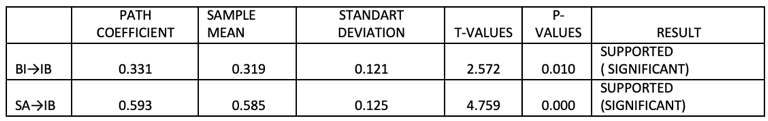 PATH COEFFICIENT SAMPLE MEAN STANDART DEVIATION T-VALUES P-VALUES RESULT
BI→IB 0.331 0.319 0.121 2.572 0.010 SUPPORTED ( SIGNIFICANT)
SA→IB 0.593 0.585 0.125 4.759 0.000 SUPPORTED (SIGNIFICANT)